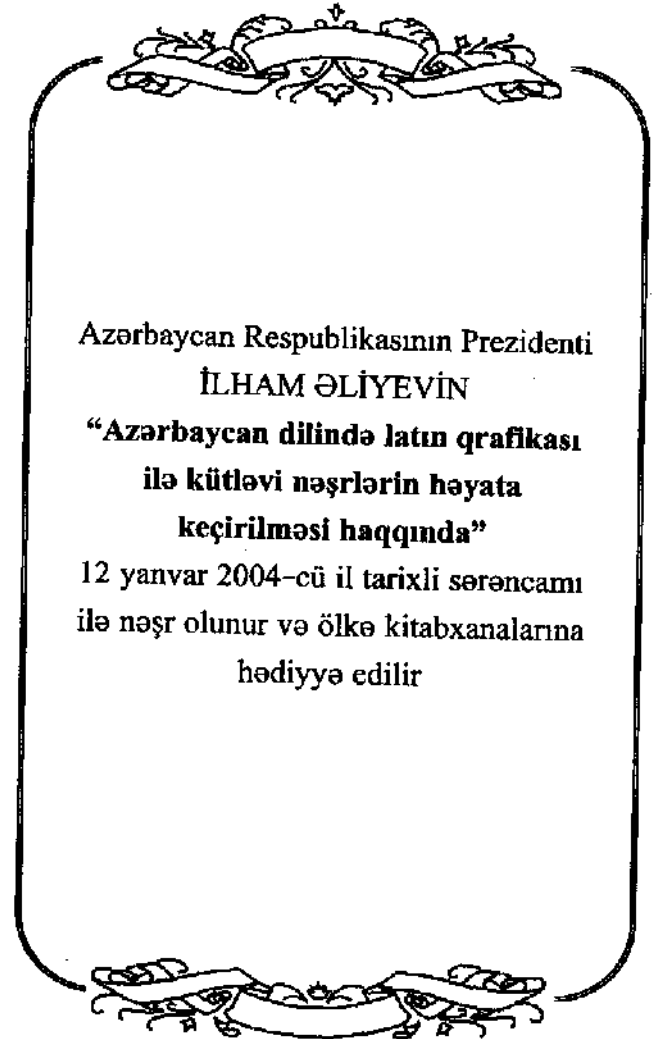 Azərbaycan Respublikasının Prezidenti
İLHAM ƏLİYEVİN
“Azərbaycan dilində latın qrafikası
ilə kütləvi nəşrlərin həyata
keçirilməsi haqqında”
12 yanvar 2004-cü il tarixli sərəncamı
ilə nəşr olunur və ölkə kitabxanalarına
hədiyyə edilir